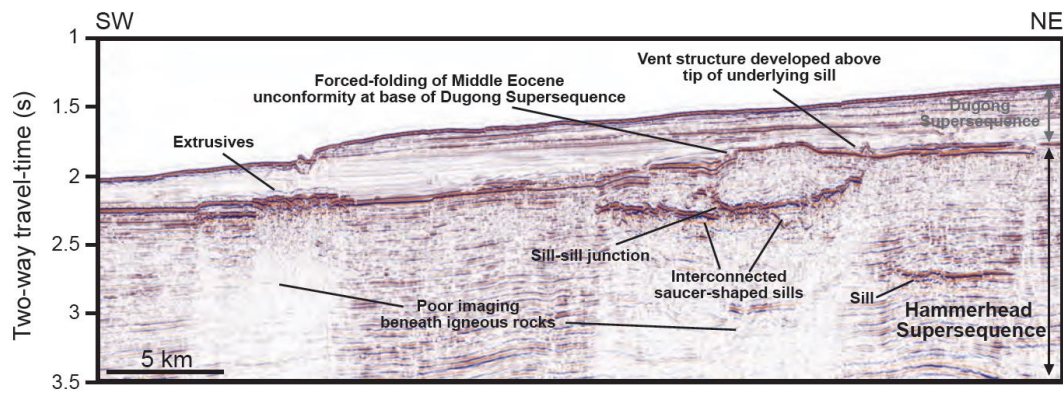 SW
NE
1
1.5
2
2.5
3
3.5
Two-way travel-time (s)
Forced-folding of Middle Eocene
unconformity at base of Dugong Supersequence
Vent structure developed above
tip of underlying sill
Dugong
Supersequence
Extrusives
Sill-sill junction
Interconnected
saucer-shaped sills
Sill
Poor imaging
beneath igneous rocks
Hammerhead
Supersequence
5 km